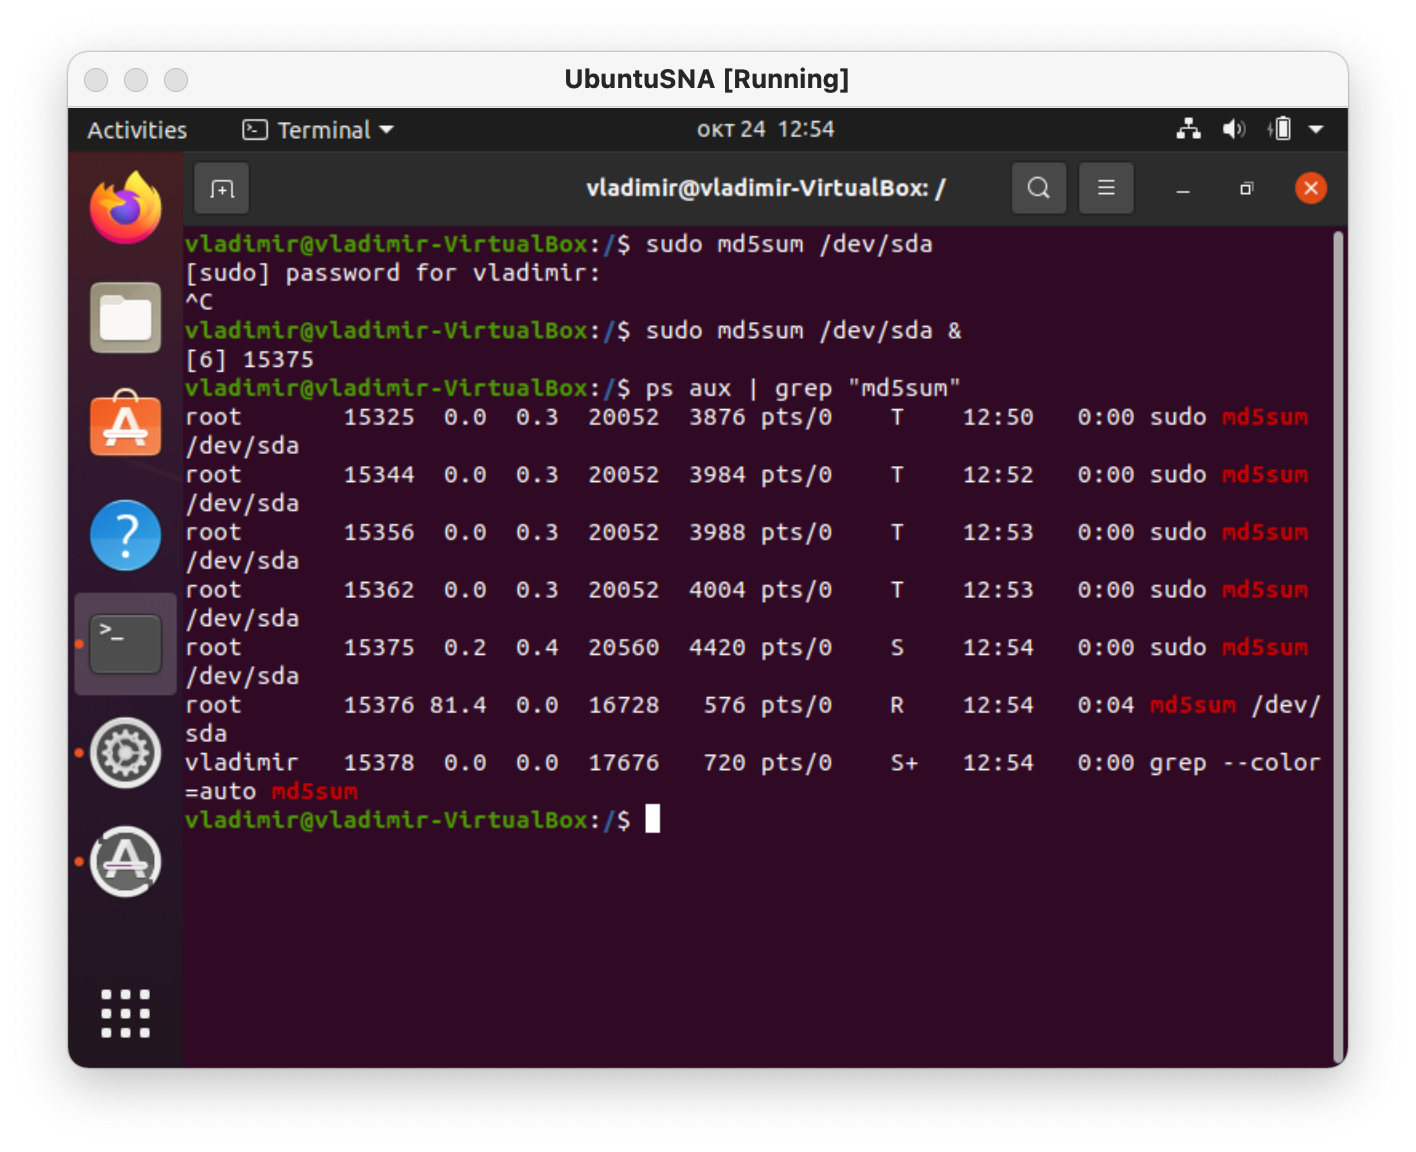 UbuntuSNA [Running]
Activities Terminal окт 24 12:54
vladimir@vladimir-VirtualBox: /
vladimir@vladimir-VirtualBox:/$ sudo md5sum /dev/sda
[sudo] password for vladimir:
^C
vladimir@vladimir-VirtualBox:/$ sudo md5sum /dev/sda &
[6] 15375
vladimir@vladimir-VirtualBox:/$ ps aux | grep "md5sum"
root 15325 0.0 0.3 20052 3876 pts/0 T 12:50 0:00 sudo md5sum
/dev/sda
root 15344 0.0 0.3 20052 3984 pts/0 T 12:52 0:00 sudo md5sum
/dev/sda
root 15356 0.0 0.3 20052 3988 pts/0 T 12:53 0:00 sudo md5sum
/dev/sda
root 15362 0.0 0.3 20052 4004 pts/0 T 12:53 0:00 sudo md5sum
/dev/sda
root 15375 0.2 0.4 20560 4420 pts/0 S 12:54 0:00 sudo md5sum
/dev/sda
root 15376 81.4 0.0 16728 576 pts/0 R 12:54 0:04 md5sum /dev/
sda
vladimir 15378 0.0 0.0 17676 720 pts/0 S+ 12:54 0:00 grep --color
=auto md5sum
vladimir@vladimir-VirtualBox:/$